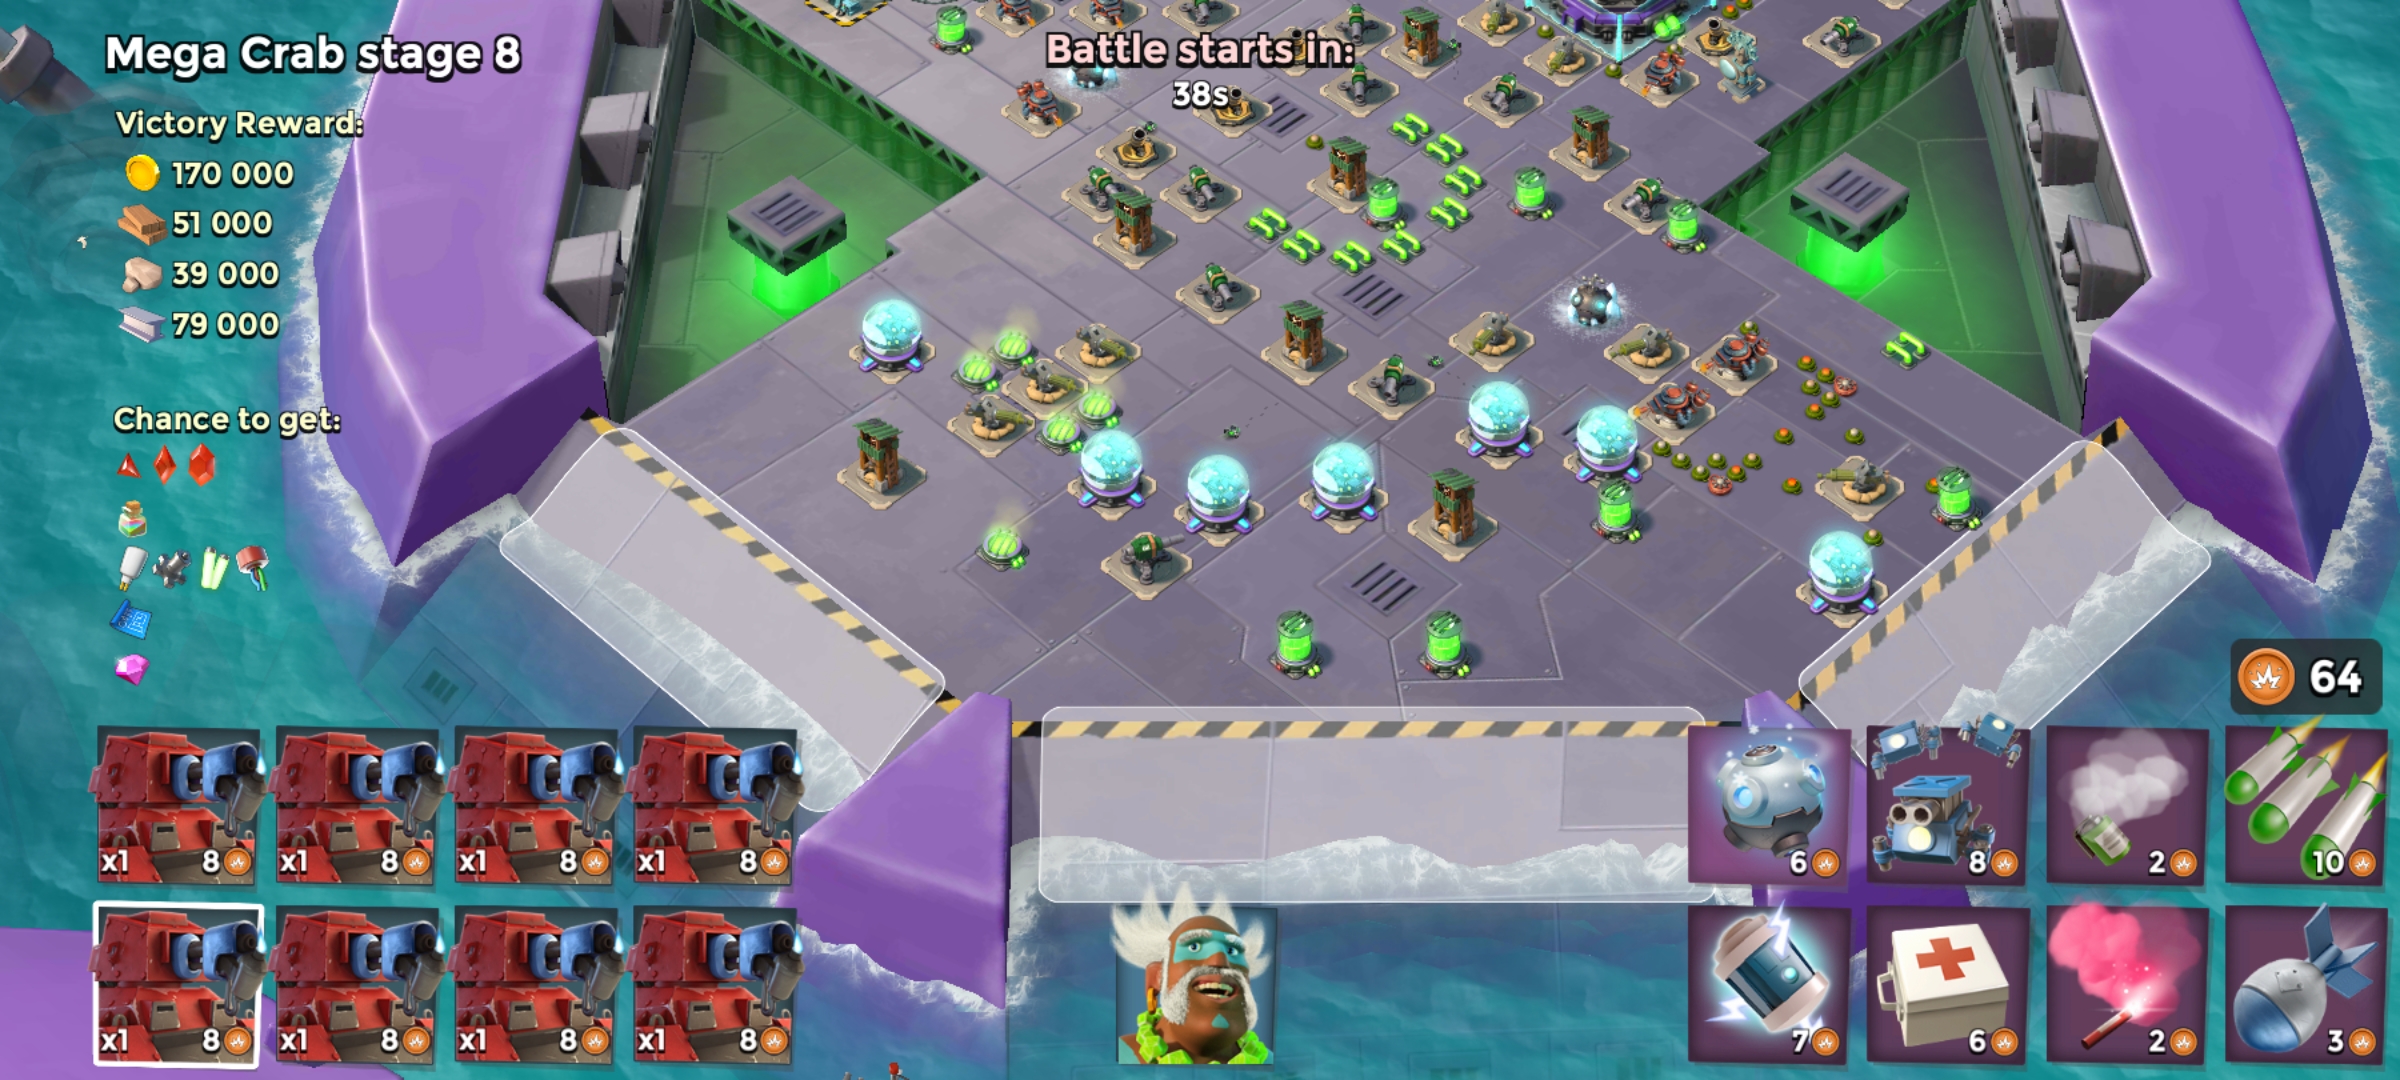 Mega Crab stage 8
Battle starts in:
38s
Victory Reward:
170 000
51 000
39 000
79 000
Chance to get:
64
x1 8
x1 8
x1 8
x1 8
6
8
2
10
x1 8
x1 8
x1 8
x1 8
7
6
2
3